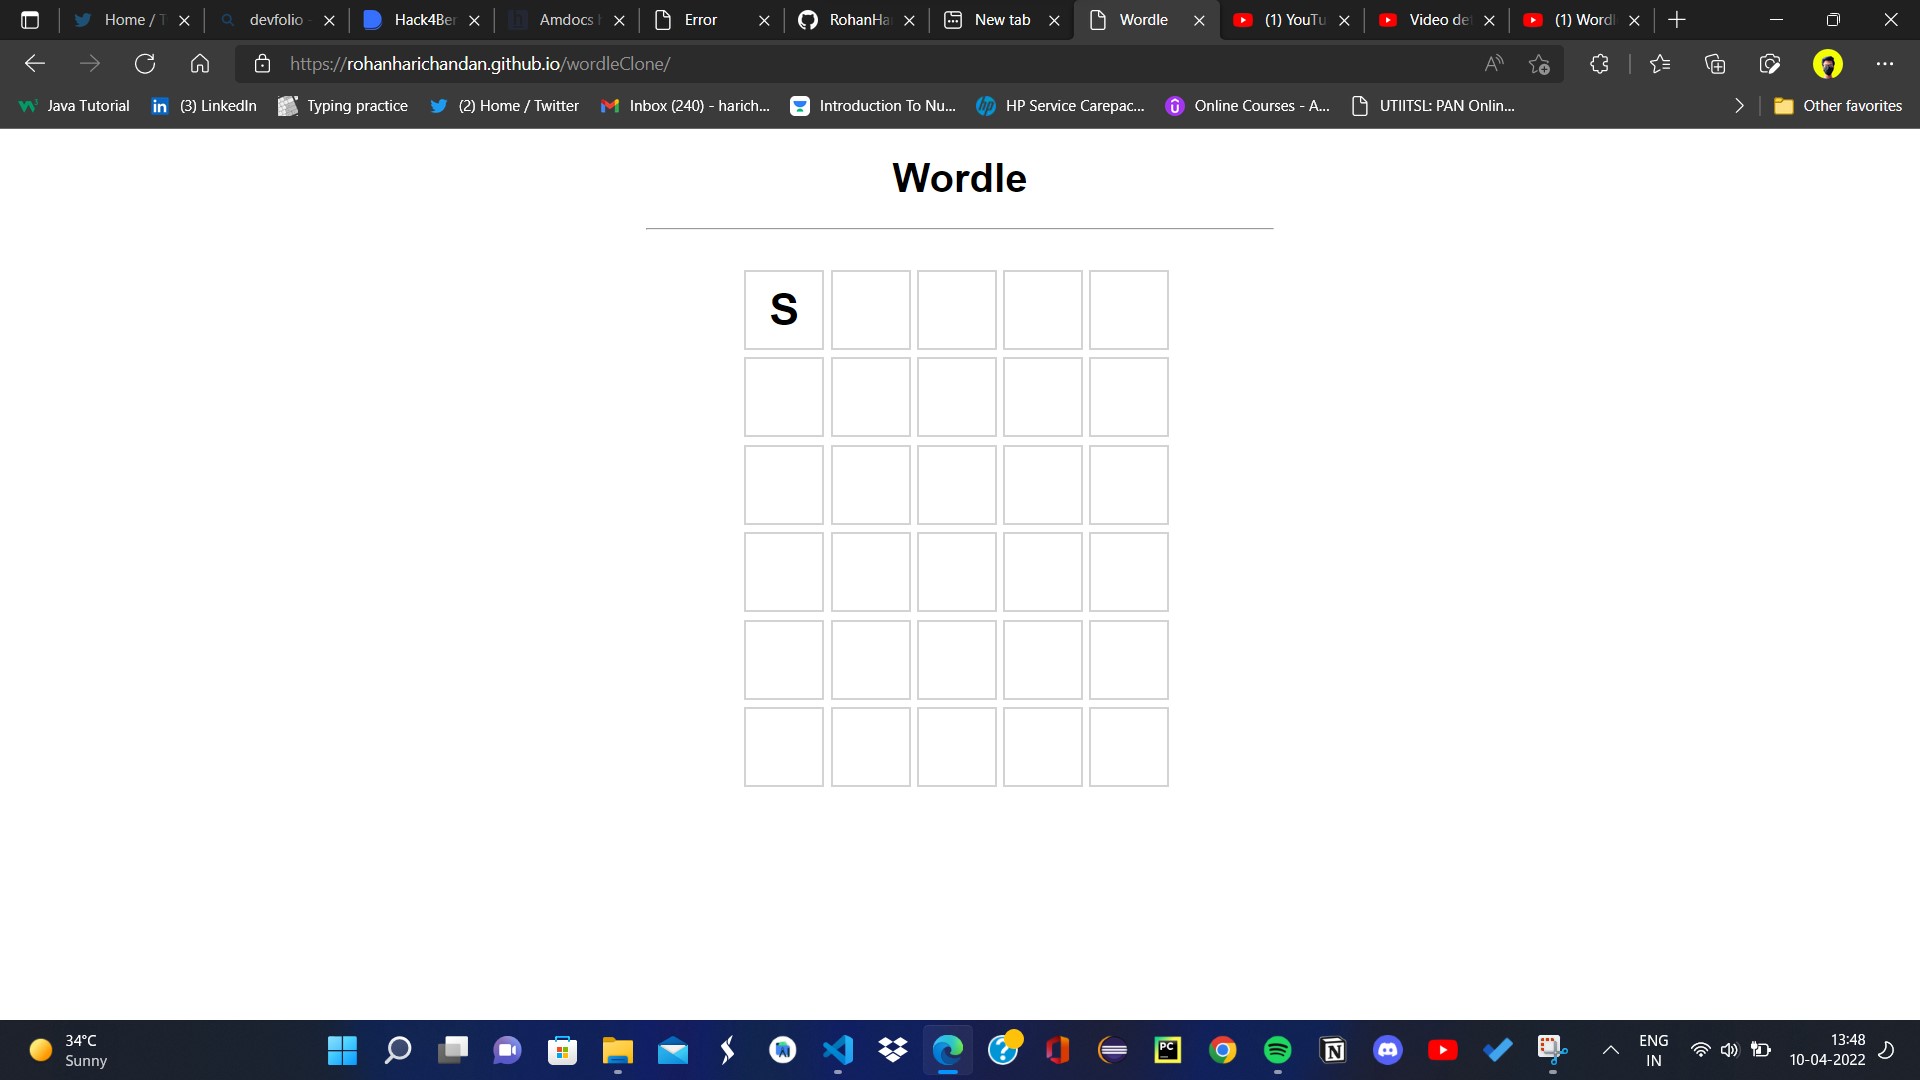 Home / T
devfolio
Hack4Ber
Amdocs
Error
RohanHa
New tab
Wordle
(1) YouTu
Video de
(1) Wordl
https://rohanharichandan.github.io/wordleClone/
Java Tutorial
(3) LinkedIn
Typing practice
(2) Home / Twitter
Inbox (240) - harich...
Introduction To Nu...
HP Service Carepac...
Online Courses - A...
UTIITSL: PAN Onlin...
Other favorites
Wordle
S
34°C
Sunny
ENG
IN
13:48
10-04-2022